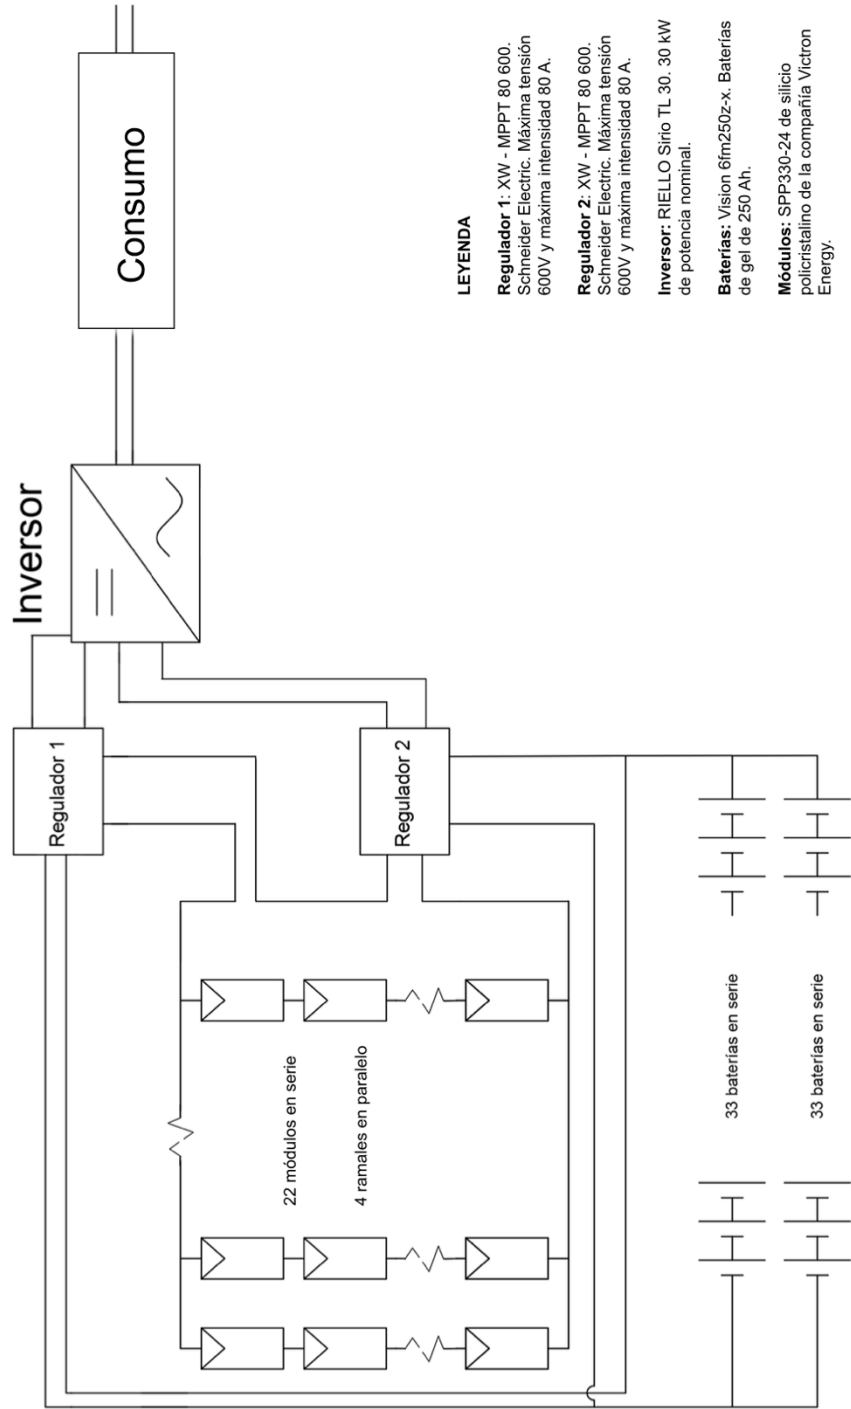 Consumo
Inversor
Regulador 1
Regulador 2
22 módulos en serie
4 ramales en paralelo
33 baterías en serie
33 baterías en serie
LEYENDA
Regulador 1: XW - MPPT 80 600.
Schneider Electric. Máxima tensión
600V y máxima intensidad 80 A.
Regulador 2: XW - MPPT 80 600.
Schneider Electric. Máxima tensión
600V y máxima intensidad 80 A.
Inversor: RIELLO Sirio TL 30. 30 kW
de potencia nominal.
Baterías: Vision 6fm250z-x. Baterías
de gel de 250 Ah.
Módulos: SPP330-24 de silicio
policristalino de la compañía Victron
Energy.